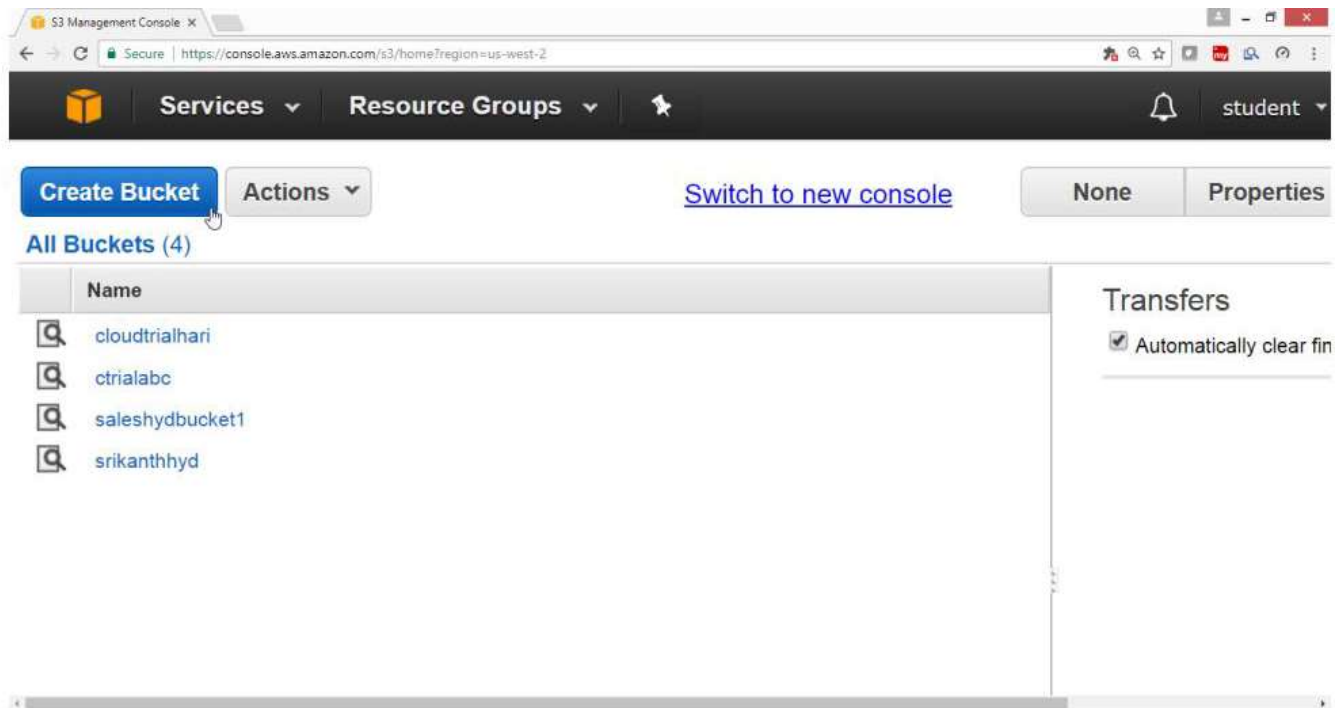 S3 Management Console
Secure | https://console.aws.amazon.com/s3/home?region=us-west-2
Services Resource Groups student
Create Bucket Actions Switch to new console None Properties
All Buckets (4)
Name
Transfers
cloudtrialhari
Automatically clear fin
ctrialabc
saleshydbucket1
srikanthhyd